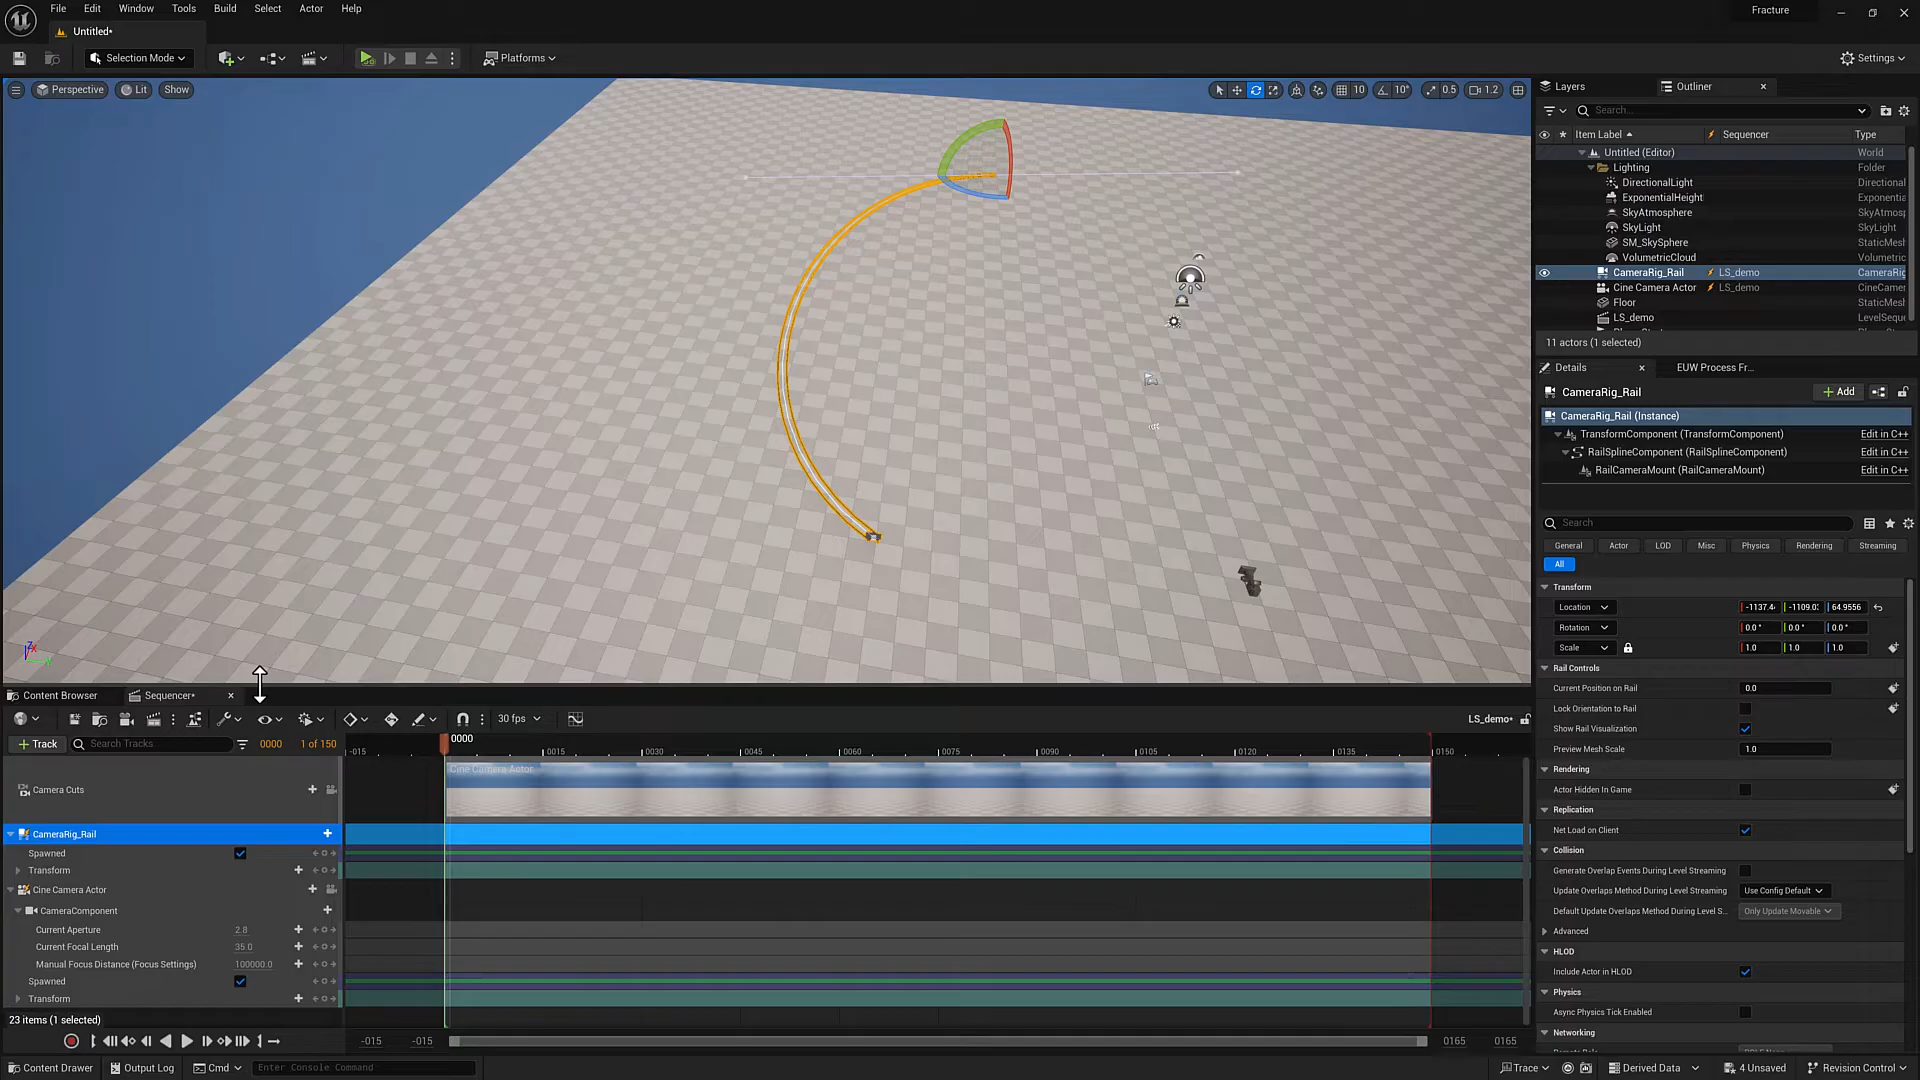 File Edit Window Tools Build Select Actor Help
Fracture
Untitled*
Selection Mode
Platforms
Settings
Perspective Lit Show
10 10° 0.5 1.2
Layers Outliner
Search...
Item Label Sequencer Type
Untitled (Editor) World
Lighting Folder
DirectionalLight Directional
ExponentialHeight Exponentia
SkyAtmosphere SkyAtmosp
SkyLight SkyLight
SM_SkySphere StaticMesh
VolumetricCloud Volumetric
CameraRig_Rail LS_demo CameraRig
Cine Camera Actor LS_demo CineCamer
Floor StaticMesh
LS_demo LevelSeque
11 actors (1 selected)
Details EUW Process Fr...
CameraRig_Rail
Add
CameraRig_Rail (Instance)
TransformComponent (TransformComponent) Edit in C++
RailSplineComponent (RailSplineComponent) Edit in C++
RailCameraMount (RailCameraMount) Edit in C++
Search
General Actor LOD Misc Physics Rendering Streaming
All
Transform
Location -1137.4 -1109.0 64.9556
Rotation 0.0° 0.0° 0.0°
Scale 1.0 1.0 1.0
Rail Controls
Current Position on Rail 0.0
Lock Orientation to Rail
Show Rail Visualization
Preview Mesh Scale 1.0
Rendering
Actor Hidden In Game
Replication
Net Load on Client
Collision
Generate Overlap Events During Level Streaming
Update Overlaps Method During Level Streaming Use Config Default
Default Update Overlaps Method During Level S... Only Update Movable
Advanced
HLOD
Include Actor in HLOD
Physics
Async Physics Tick Enabled
Networking
Content Browser Sequencer*
30 fps
LS_demo*
Track Search Tracks 0000 1 of 150
-015 0000 0015 0030 0045 0060 0075 0090 0105 0120 0135 0150
Cine Camera Actor
Camera Cuts
CameraRig_Rail
Spawned
Transform
Cine Camera Actor
CameraComponent
Current Aperture 2.8
Current Focal Length 35.0
Manual Focus Distance (Focus Settings) 100000.0
Spawned
Transform
23 items (1 selected)
-015 -015 0165 0165
Content Drawer Output Log Cmd Enter Console Command
Trace Derived Data 4 Unsaved Revision Control